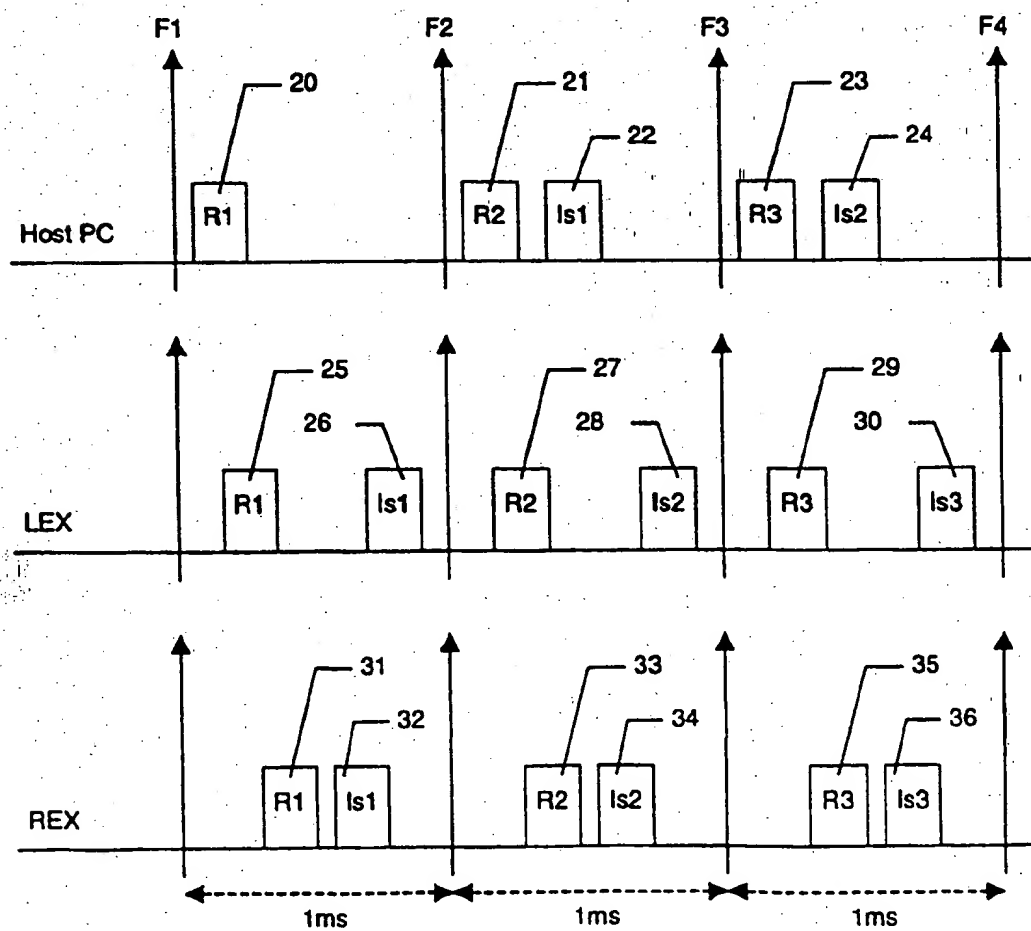 F1 F2 F3 F4
20 21 23
22 24
R1 R2 Is1 R3 Is2
Host PC
25 27 29
26 28 30
R1 Is1 R2 Is2 R3 Is3
LEX
31 33 35
32 34 36
R1 Is1 R2 Is2 R3 Is3
REX
1ms 1ms 1ms